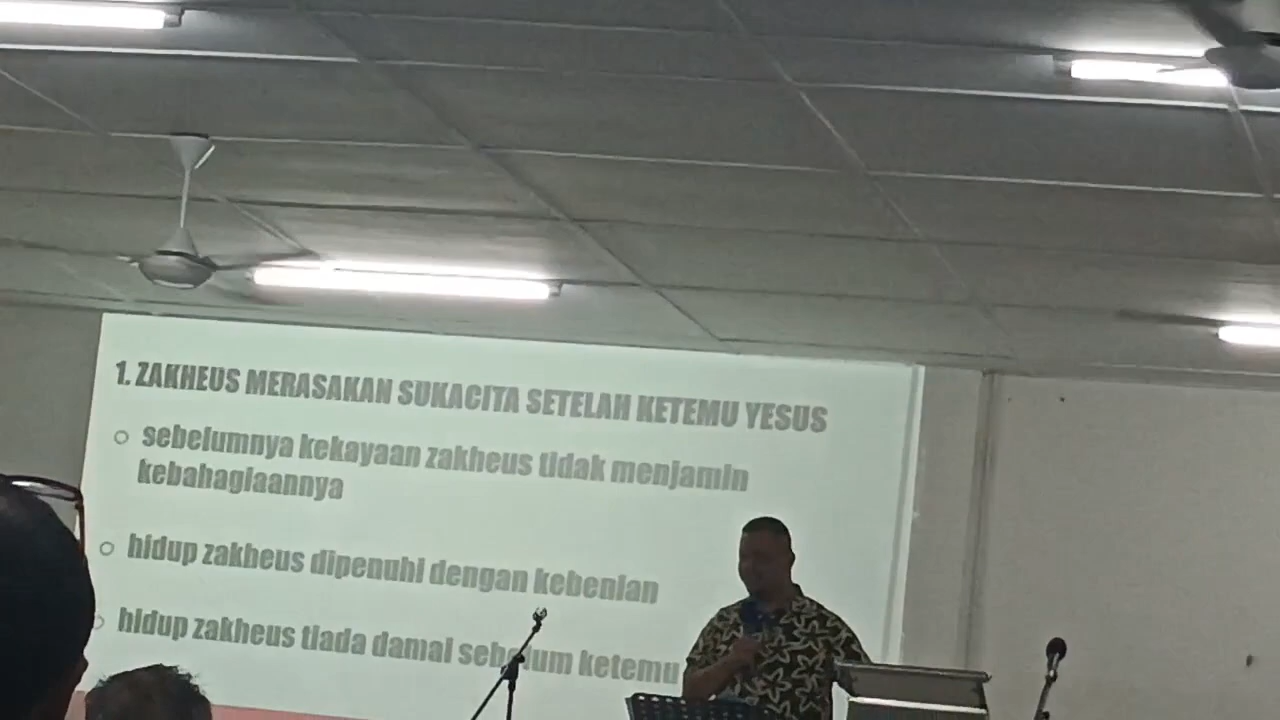 1. ZAKHEUS MERASAKAN SUKACITA SETELAH KETEMU YESUS
sebelumnya kekayaan zakheus tidak menjamin
kebahagiaannya
hidup zakheus dipenuhi dengan kebenian
hidup zakheus tiada damai sebelum ketemu